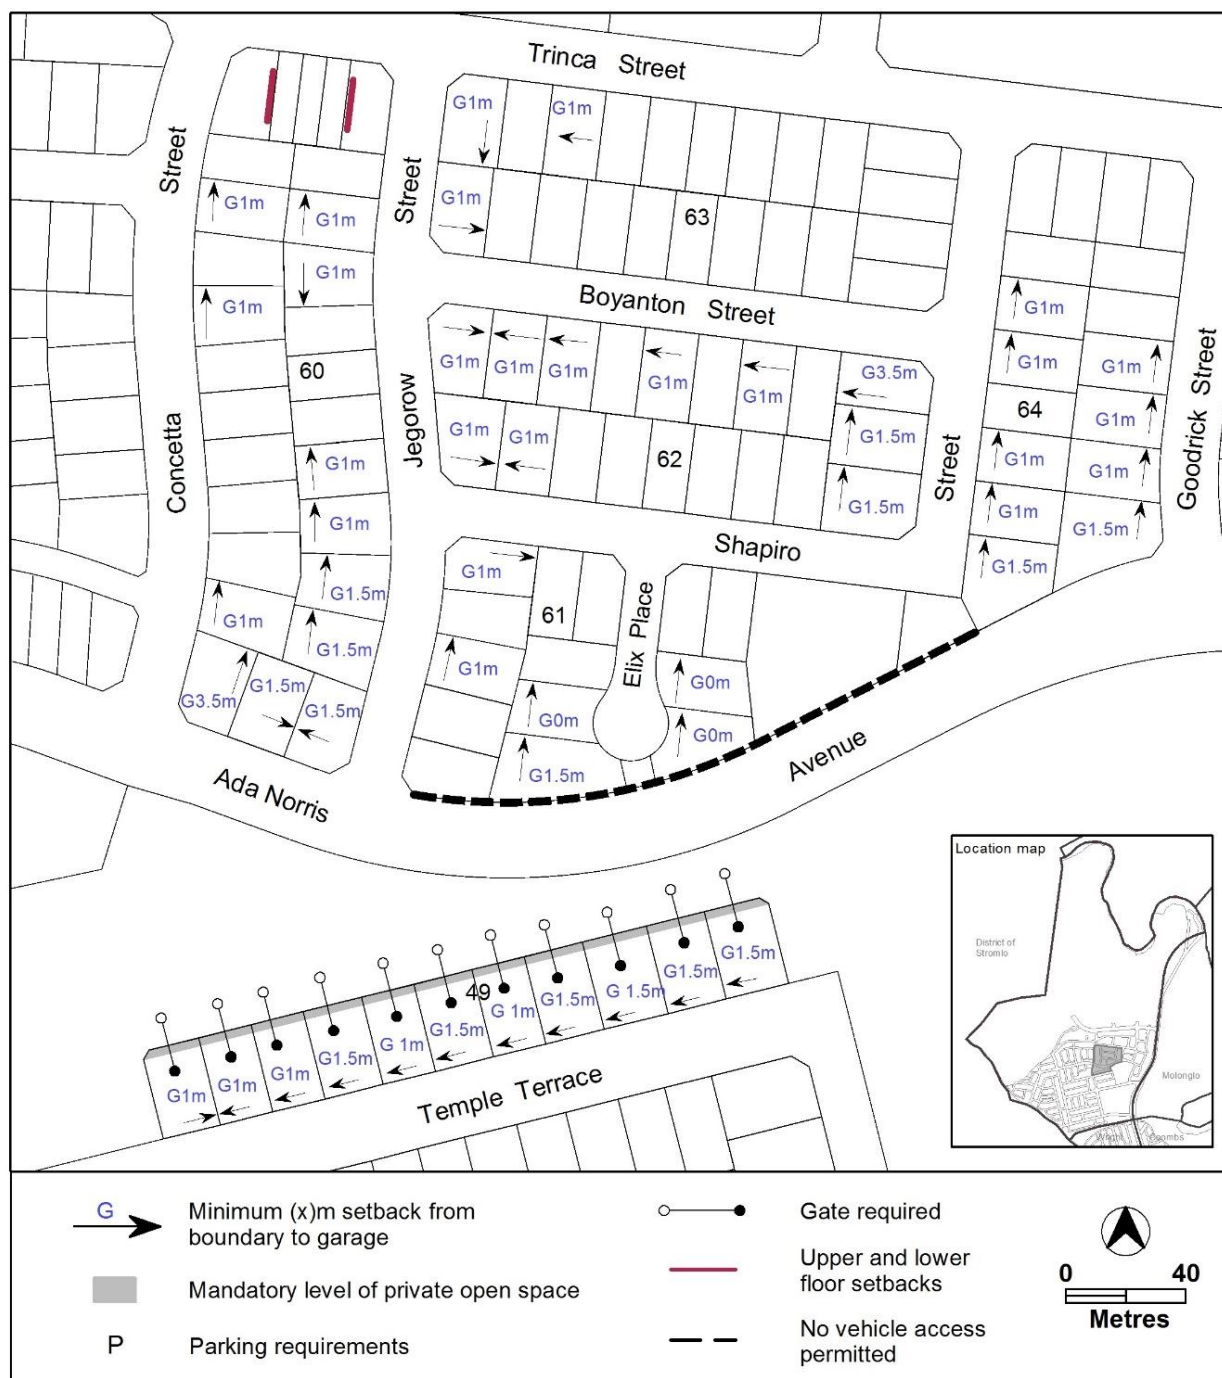 Trinca Street
Street
G1m
G1m
Street
G1m
G1m
G1m
63
G1m
G1m
Boyanton Street
G1m
Goodrick Street
G1m
G1m
G1m
G1m
G1m
G1m
G3.5m
G1m
G1m
60
Jegorow
G1m
G1m
G1.5m
Street
64
G1m
Concetta
62
G1m
G1m
G1m
G1m
G1.5m
G1m
G1.5m
Shapiro
G1.5m
G1m
G1.5m
61
Elix Place
G1m
G1.5m
G1m
G0m
G3.5m
G1.5m
G1.5m
G0m
G0m
G1.5m
Ada Norris
Avenue
Location map
District of
Stromlo
Molonglo
Wright
Coombs
49
G1m
G1m
G1m
G1.5m
G 1m
G1.5m
G 1m
G1.5m
G 1.5m
G1.5m
G1.5m
Temple Terrace
G
Minimum (x)m setback from
boundary to garage
Mandatory level of private open space
P
Parking requirements
Gate required
Upper and lower
floor setbacks
No vehicle access
permitted
0 40
Metres